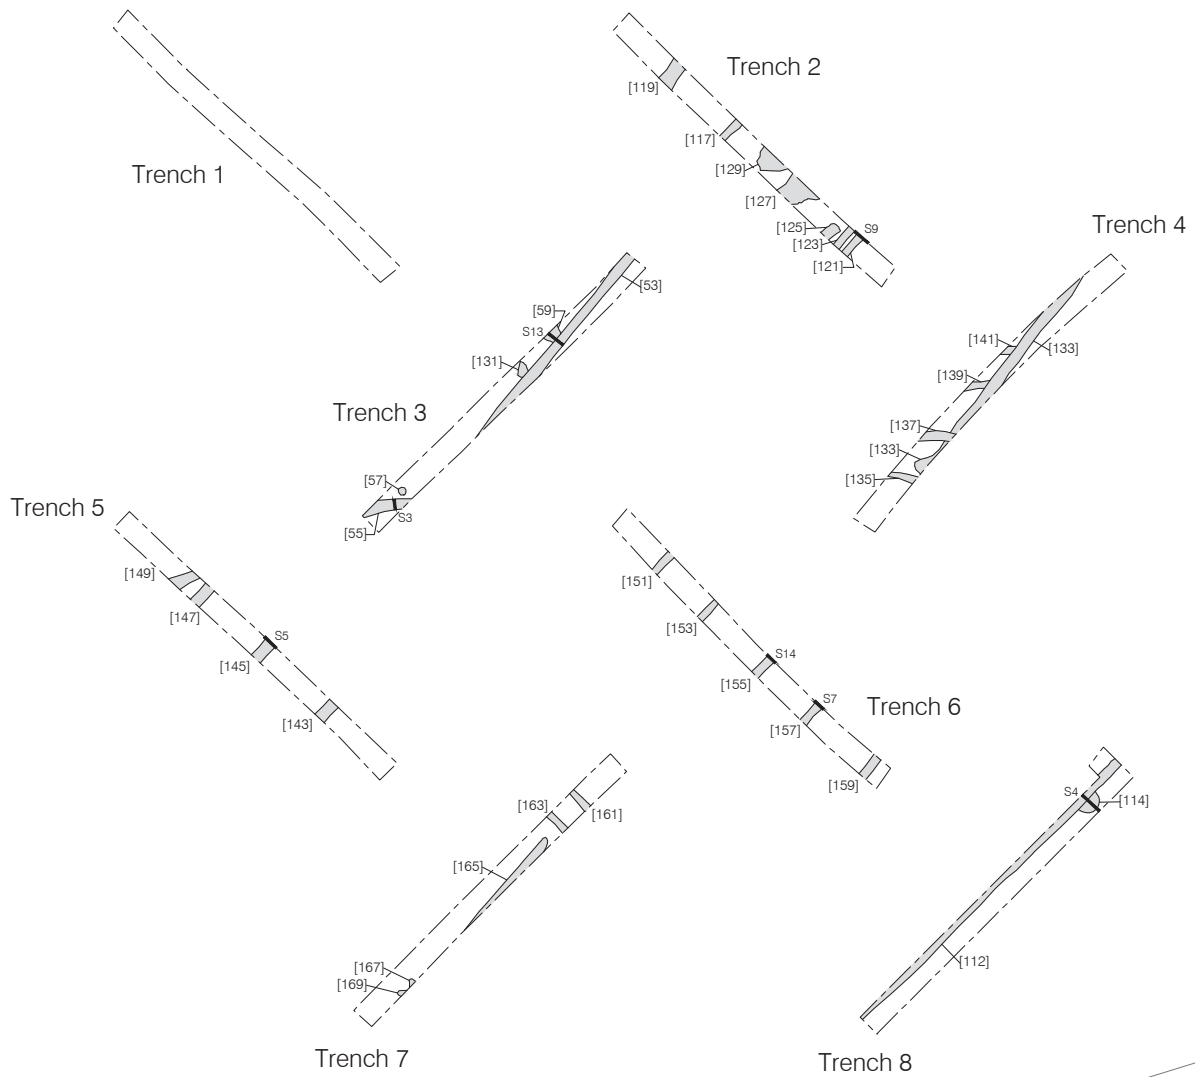 Trench 1
Trench 2
[119]
[117]
[129]
[127]
[125]
[123]
[121]
S9
Trench 3
[53]
[59]
S13
[131]
[57]
[55]
S3
Trench 4
[141]
[133]
[139]
[137]
[133]
[135]
Trench 5
[149]
[147]
S5
[145]
[143]
Trench 6
[151]
[153]
S14
[155]
S7
[157]
[159]
[163]
[161]
[165]
[167]
[169]
Trench 7
S4
[114]
[112]
Trench 8